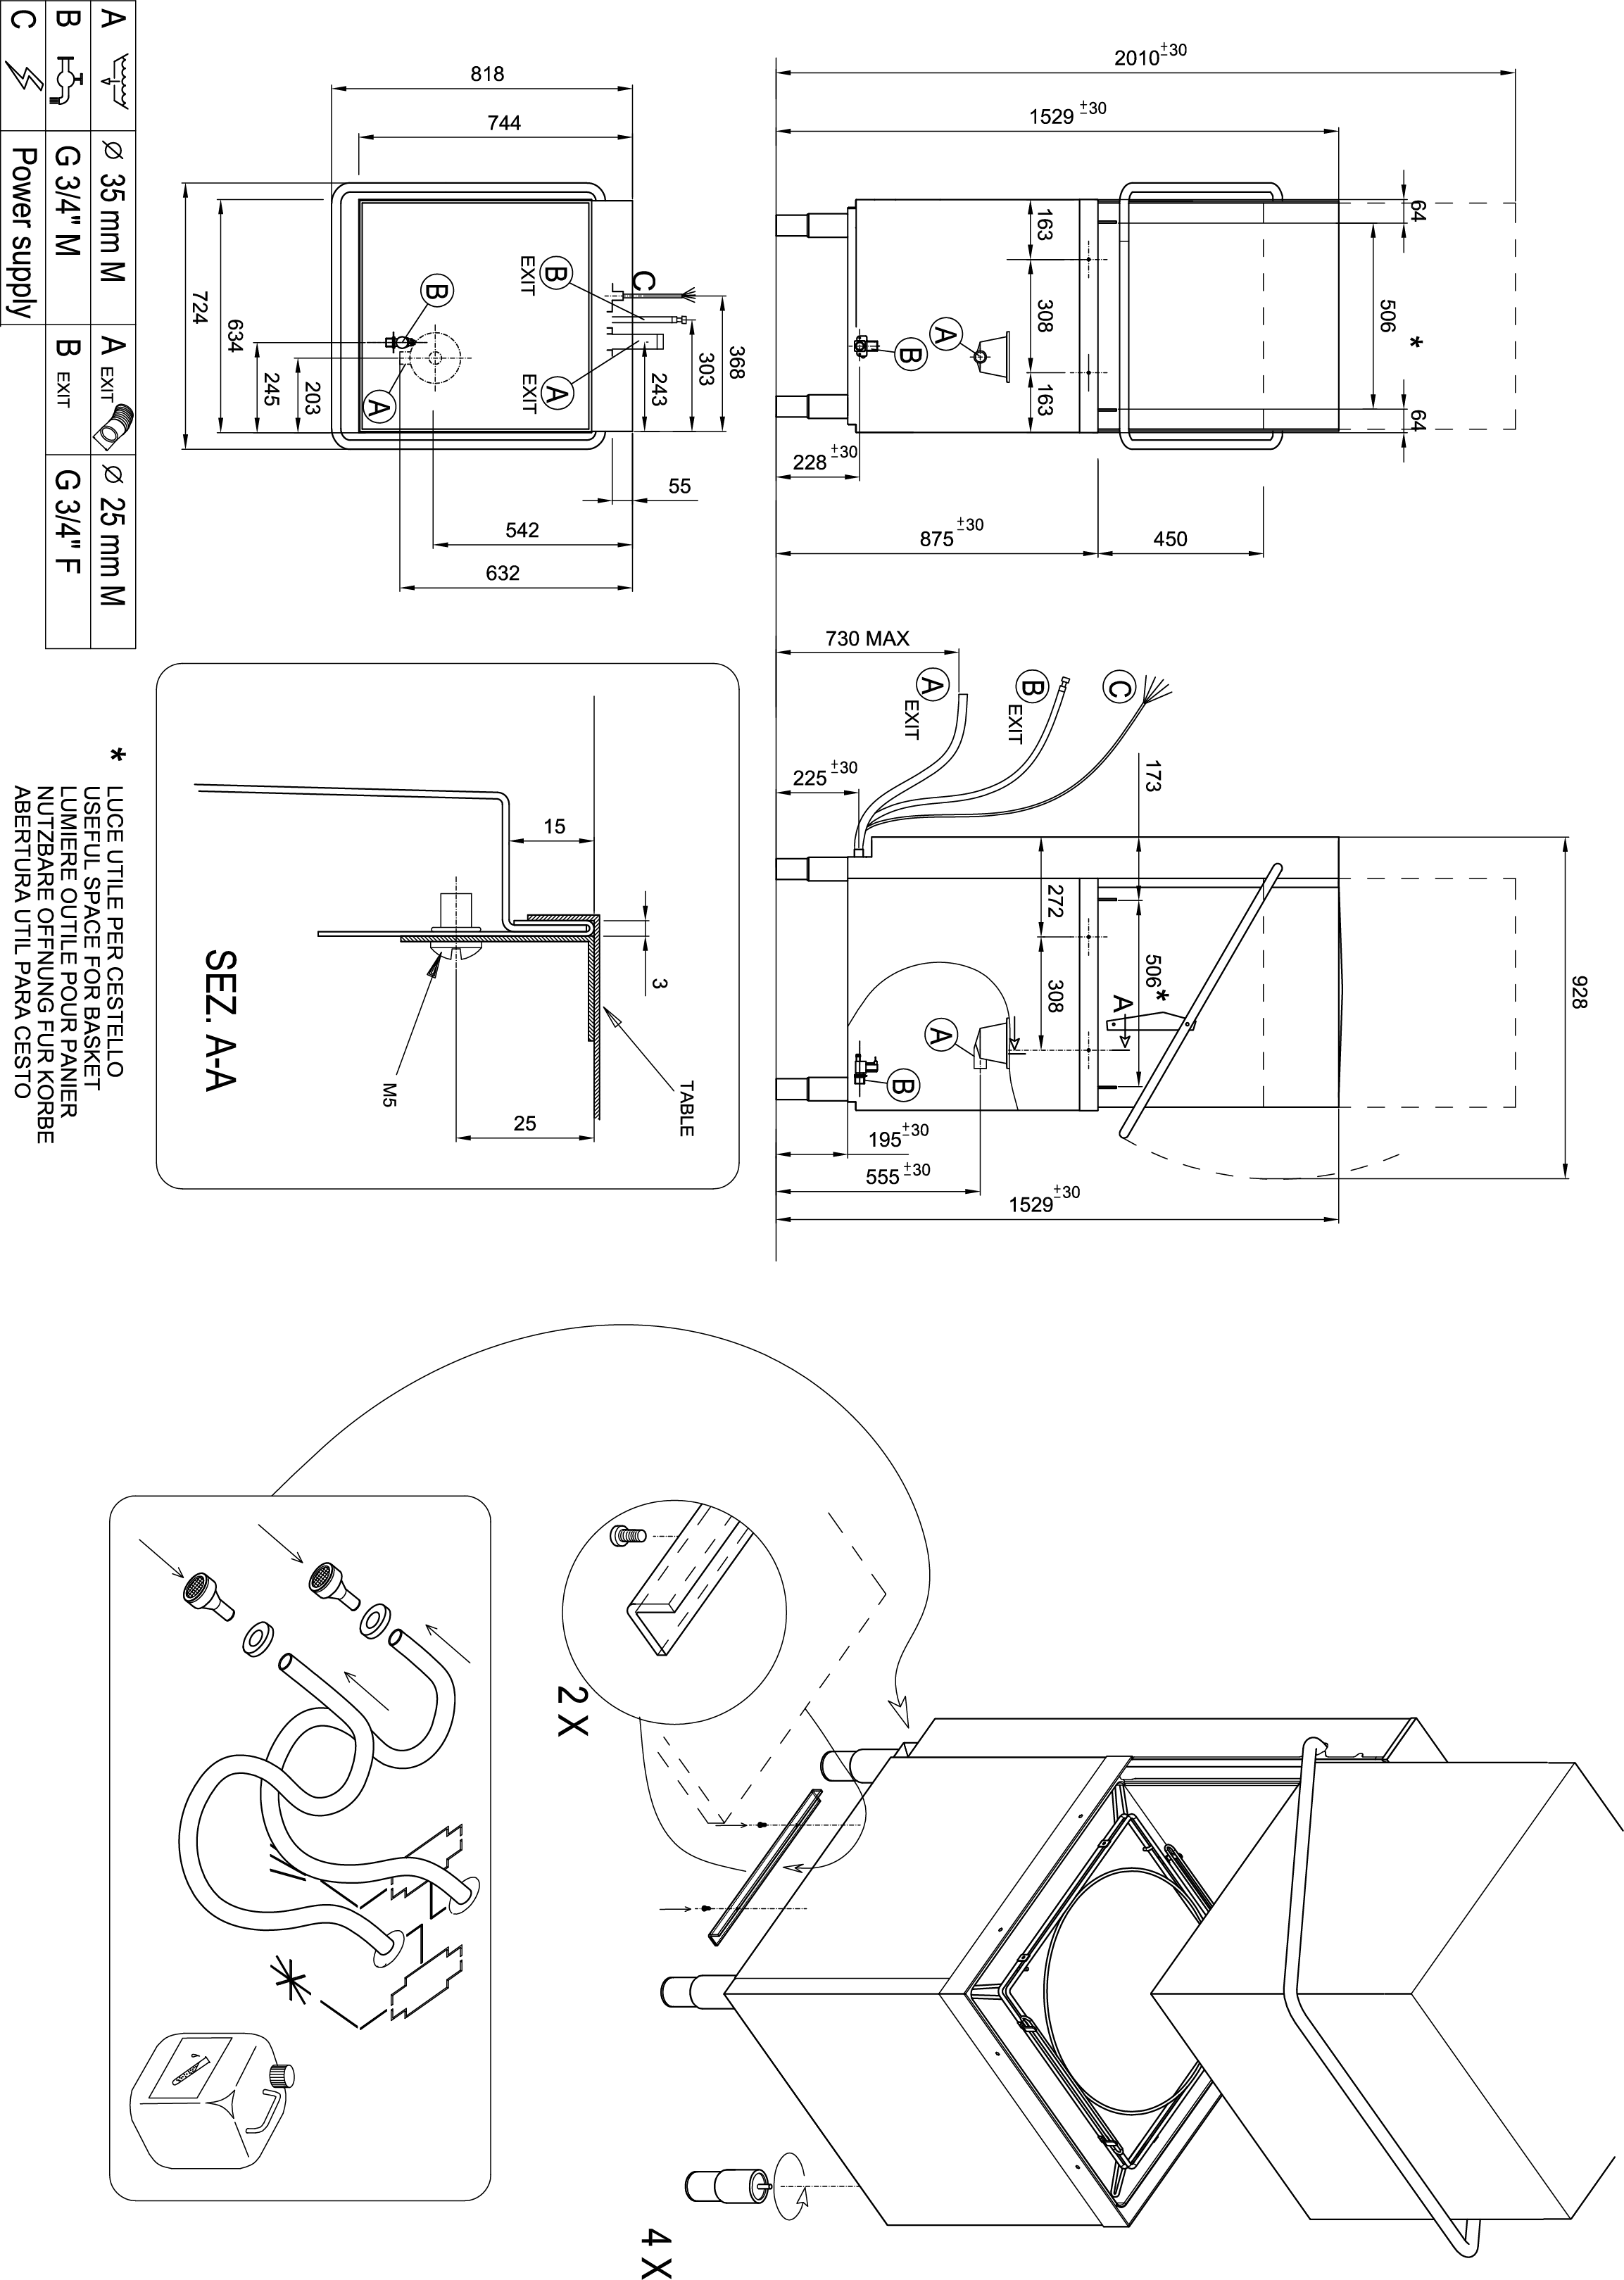 2010 ±30
1529 ±30
64
506
*
64
163
308
163
A
B
228 ±30
875 ±30
450
818
744
C
B
EXIT
A
EXIT
B
A
368
303
243
724
634
245
203
55
542
632
A
Ø 35 mm M
A EXIT
Ø 25 mm M
B
G 3/4" M
B EXIT
G 3/4" F
C
Power supply
730 MAX
A
EXIT
B
EXIT
C
225 ±30
173
272
506*
308
A
928
A
B
195 ±30
555 ±30
1529 ±30
15
3
25
M5
TABLE
SEZ. A-A
* LUCE UTILE PER CESTELLO
USEFUL SPACE FOR BASKET
LUMIERE OUTILE POUR PANIER
NUTZBARE OFFNUNG FUR KORBE
ABERTURA UTIL PARA CESTO
2 X
4 X